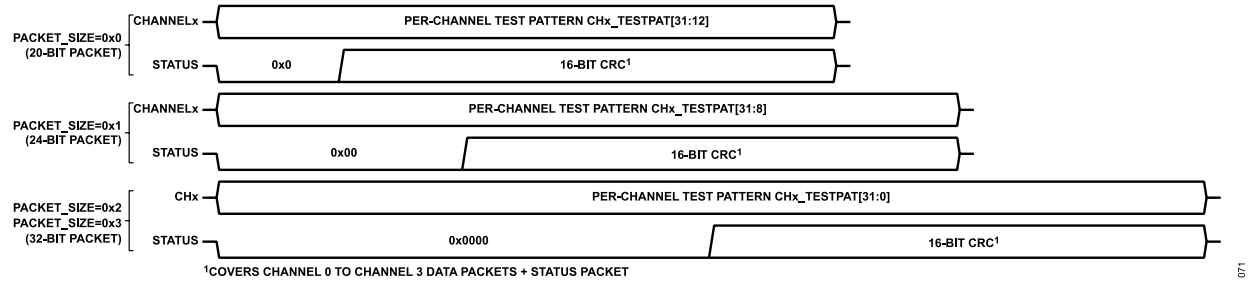 PACKET_SIZE=0x0
(20-BIT PACKET)
CHANNELx
PER-CHANNEL TEST PATTERN CHx_TESTPAT[31:12]
STATUS
0x0
16-BIT CRC¹
PACKET_SIZE=0x1
(24-BIT PACKET)
CHANNELx
PER-CHANNEL TEST PATTERN CHx_TESTPAT[31:8]
STATUS
0x00
16-BIT CRC¹
PACKET_SIZE=0x2
PACKET_SIZE=0x3
(32-BIT PACKET)
CHx
PER-CHANNEL TEST PATTERN CHx_TESTPAT[31:0]
STATUS
0x0000
16-BIT CRC¹
¹COVERS CHANNEL 0 TO CHANNEL 3 DATA PACKETS + STATUS PACKET
071